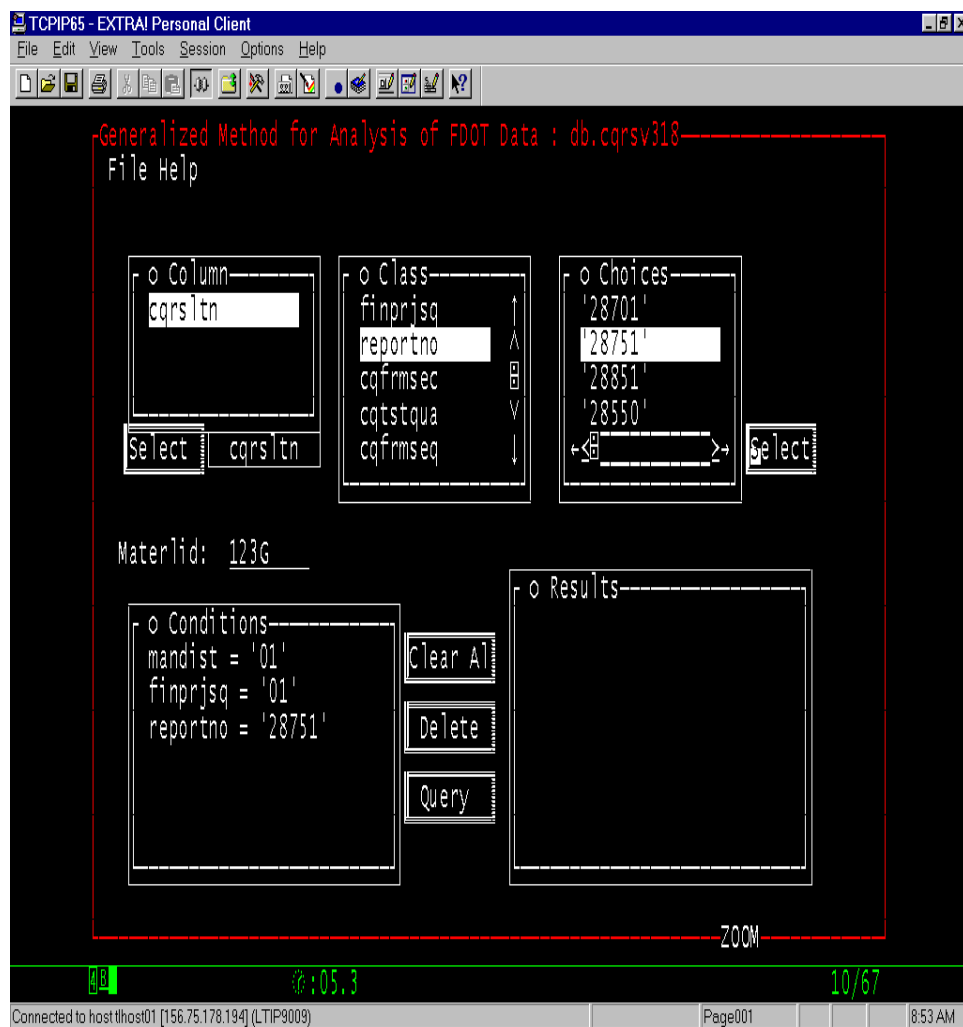 TCPIP65 - EXTRA! Personal Client
File Edit View Tools Session Options Help
Generalized Method for Analysis of FDOT Data : db.cqrsv318
File Help
Column
cqrsltn
Select cqrsltn
Class
finprjsq
reportno
cqfrmsec
cqtstqua
cqfrmseq
Choices
'28701'
'28751'
'28851'
'28550'
Select
Materlid: 123G
Conditions
mandist = '01'
finprjsq = '01'
reportno = '28751'
Clear Al
Delete
Query
Results
ZOOM
4B :05.3 10/67
Connected to host tlhost01 [156.75.178.194] (LTIP9009) Page001 8:53 AM